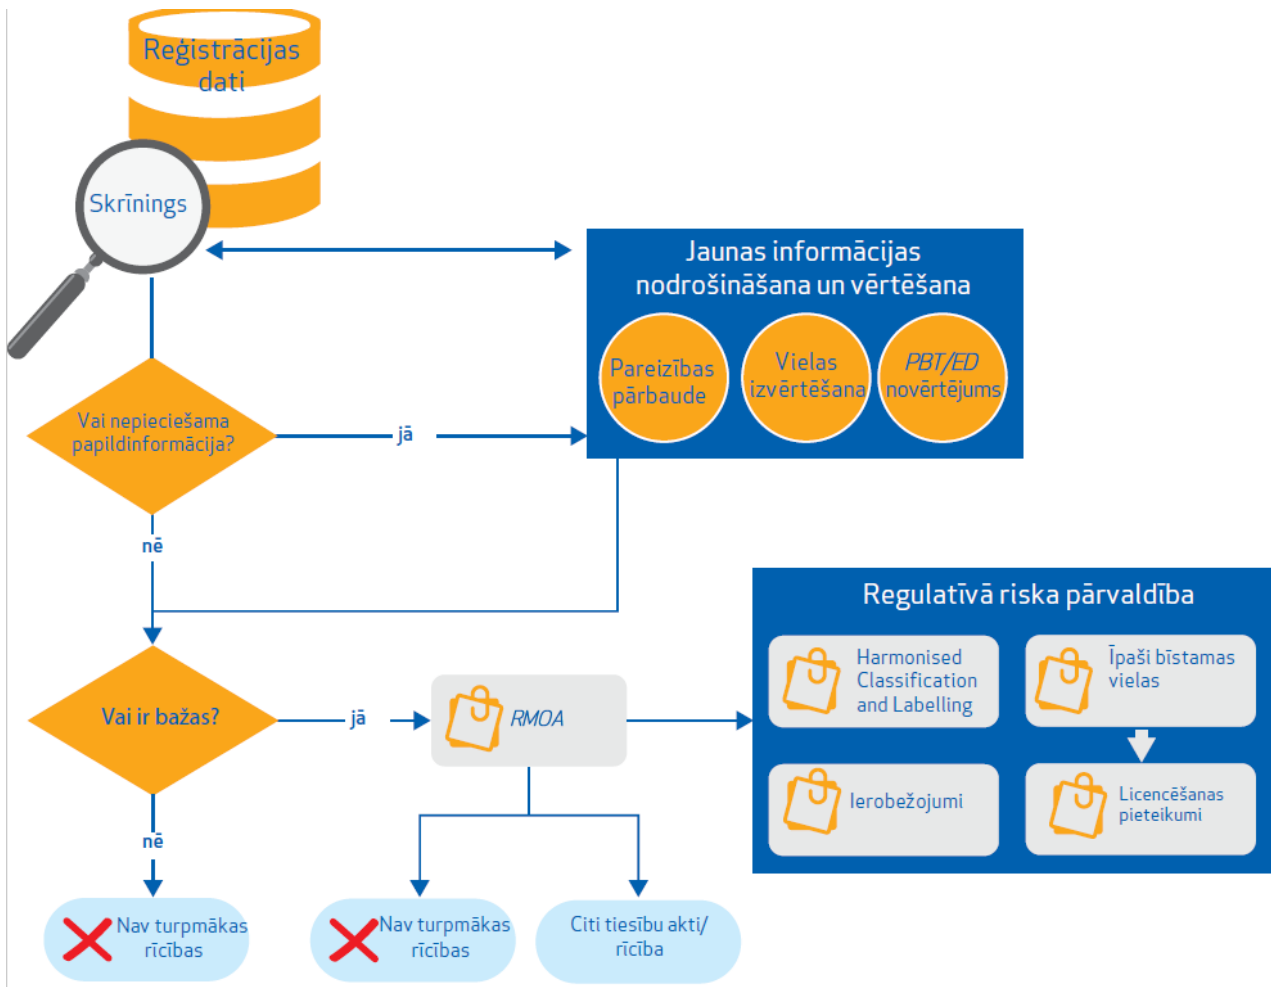 Reģistrācijas
dati
Skrīnings
Jaunas informācijas
nodrošināšana un vērtēšana
Pareizības
pārbaude
Vielas
izvērtēšana
PBT/ED
novērtējums
Vai nepieciešama
papildinformācija?
jā
nē
Regulatīvā riska pārvaldība
Harmonised
Classification
and Labelling
Īpaši bīstamas
vielas
Vai ir bažas?
jā
RMOA
Ierobežojumi
Licencēšanas
pieteikumi
nē
Nav turpmākas
rīcības
Nav turpmākas
rīcības
Citi tiesību akti/
rīcība